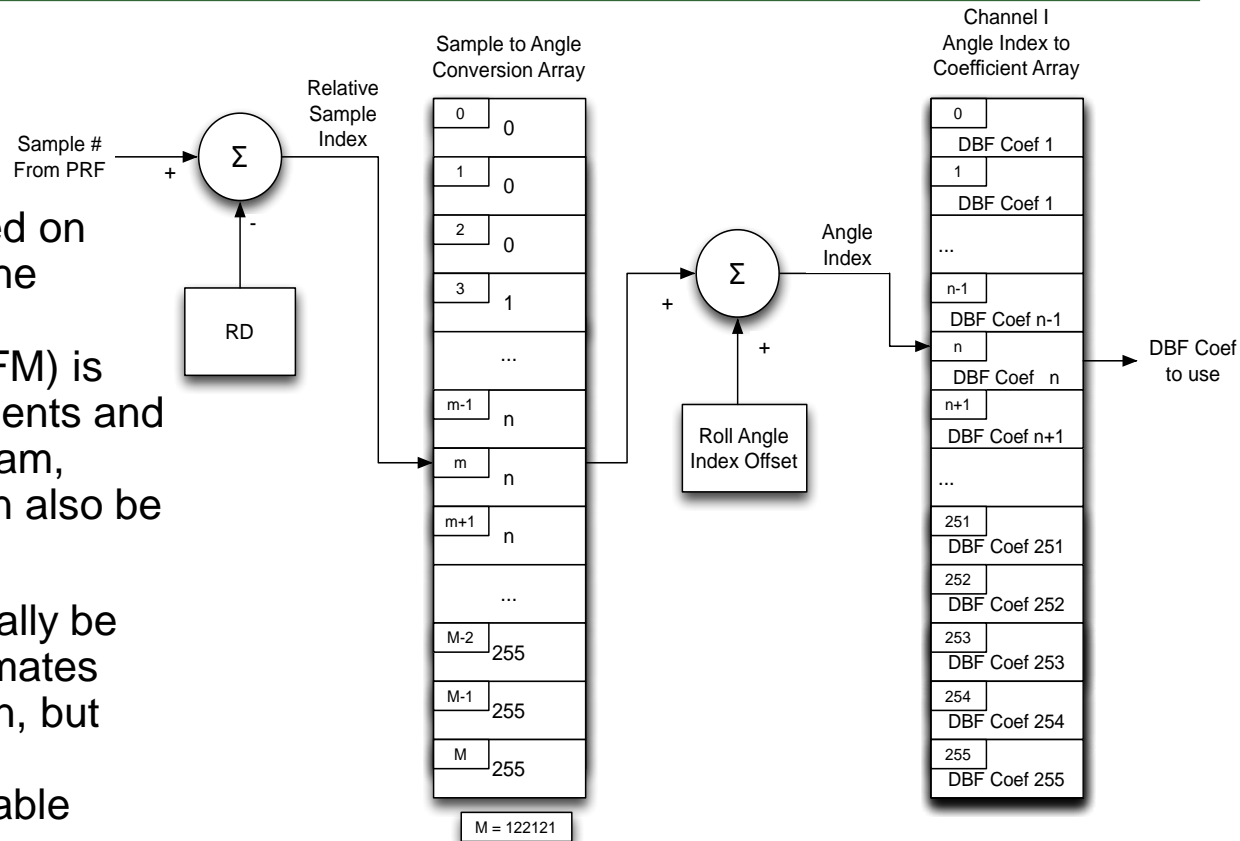 Sample #
From PRF
+
Σ
-
RD
Relative
Sample
Index
ed on
ne
FM) is
ents and
am,
n also be
ally be
mates
n, but
able
Sample to Angle
Conversion Array
0
0
1
0
2
0
3
1
...
m-1
n
m
n
m+1
n
...
M-2
255
M-1
255
M
255
M = 122121
+
Σ
+
Roll Angle
Index Offset
Angle
Index
Channel I
Angle Index to
Coefficient Array
0
DBF Coef 1
1
DBF Coef 1
...
n-1
DBF Coef n-1
n
DBF Coef n
n+1
DBF Coef n+1
...
251
DBF Coef 251
252
DBF Coef 252
253
DBF Coef 253
254
DBF Coef 254
255
DBF Coef 255
DBF Coef
to use